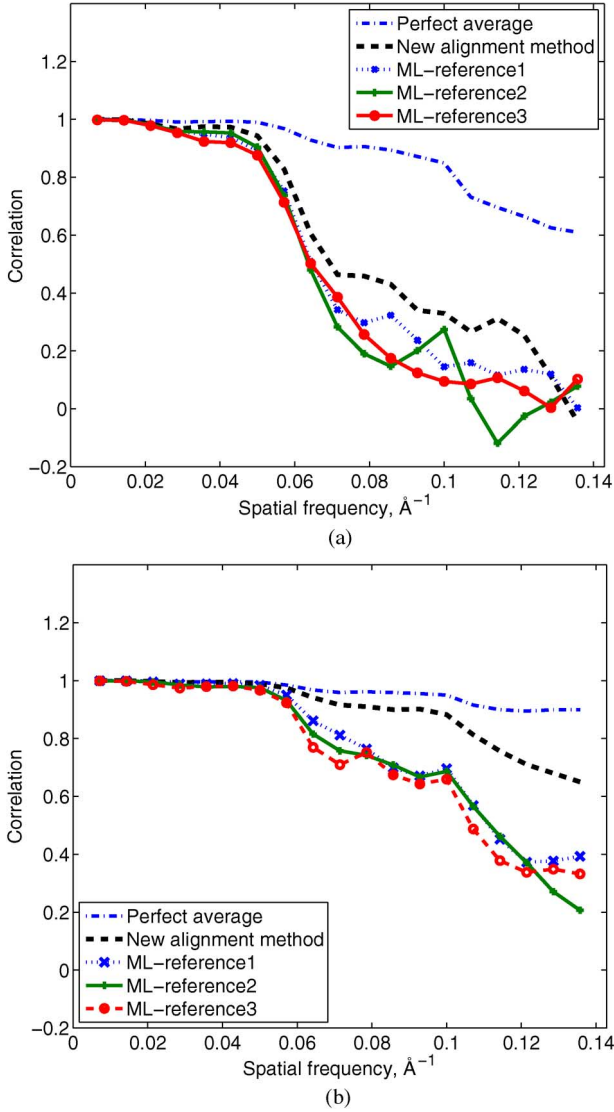 Perfect average
New alignment method
ML−reference1
ML−reference2
ML−reference3
1.2
1
0.8
0.6
0.4
0.2
0
−0.2
Correlation
0 0.02 0.04 0.06 0.08 0.1 0.12 0.14
Spatial frequency, Å⁻¹
(a)
1.2
1
0.8
0.6
0.4
0.2
0
−0.2
Correlation
Perfect average
New alignment method
ML−reference1
ML−reference2
ML−reference3
0 0.02 0.04 0.06 0.08 0.1 0.12 0.14
Spatial frequency, Å⁻¹
(b)